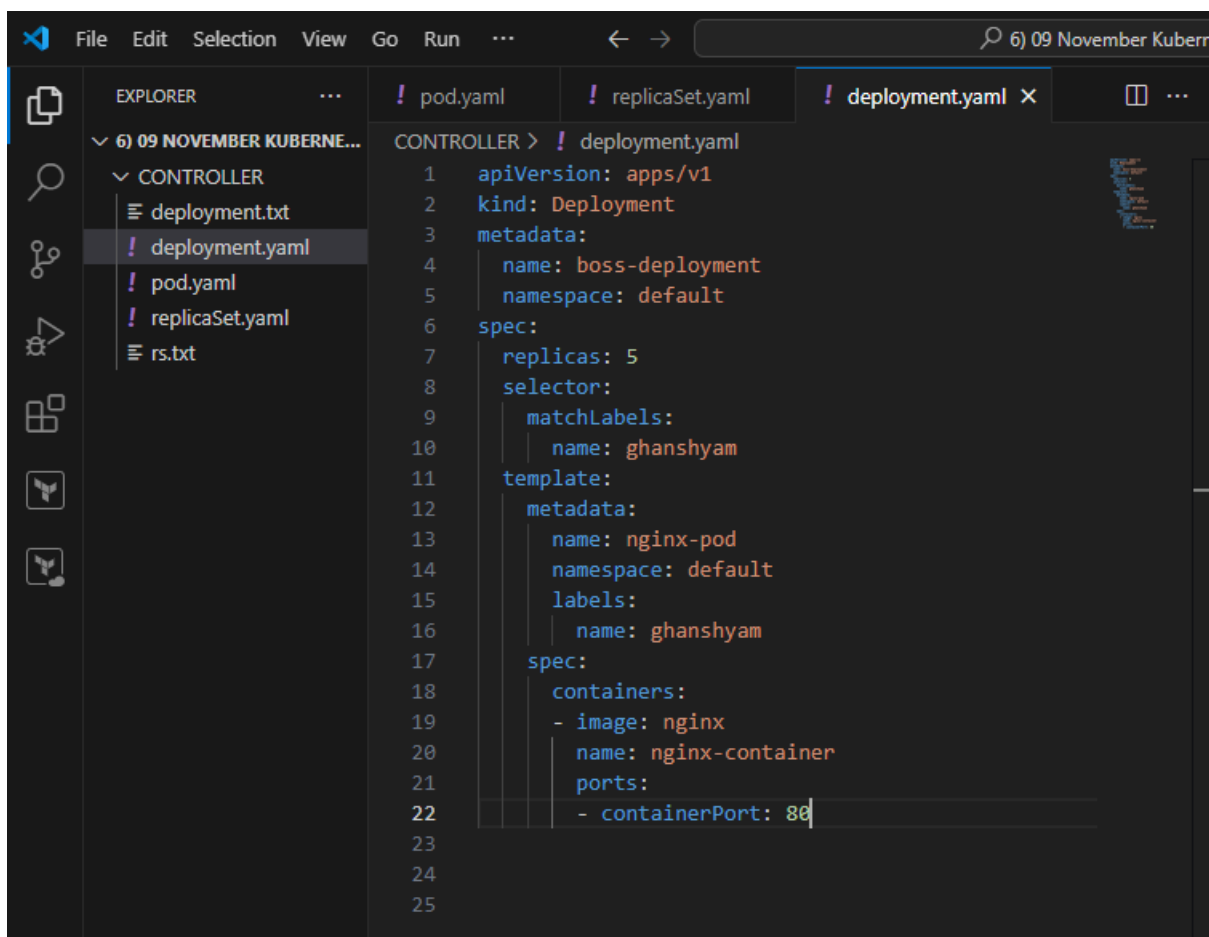 File Edit Selection View Go Run ···
6) 09 November Kubern
EXPLORER ···
6) 09 NOVEMBER KUBERNE...
CONTROLLER
deployment.txt
! deployment.yaml
! pod.yaml
! replicaSet.yaml
rs.txt
! pod.yaml ! replicaSet.yaml ! deployment.yaml ···
CONTROLLER > ! deployment.yaml
1 apiVersion: apps/v1
2 kind: Deployment
3 metadata:
4 name: boss-deployment
5 namespace: default
6 spec:
7 replicas: 5
8 selector:
9 matchLabels:
10 name: ghanshyam
11 template:
12 metadata:
13 name: nginx-pod
14 namespace: default
15 labels:
16 name: ghanshyam
17 spec:
18 containers:
19 - image: nginx
20 name: nginx-container
21 ports:
22 - containerPort: 80
23
24
25